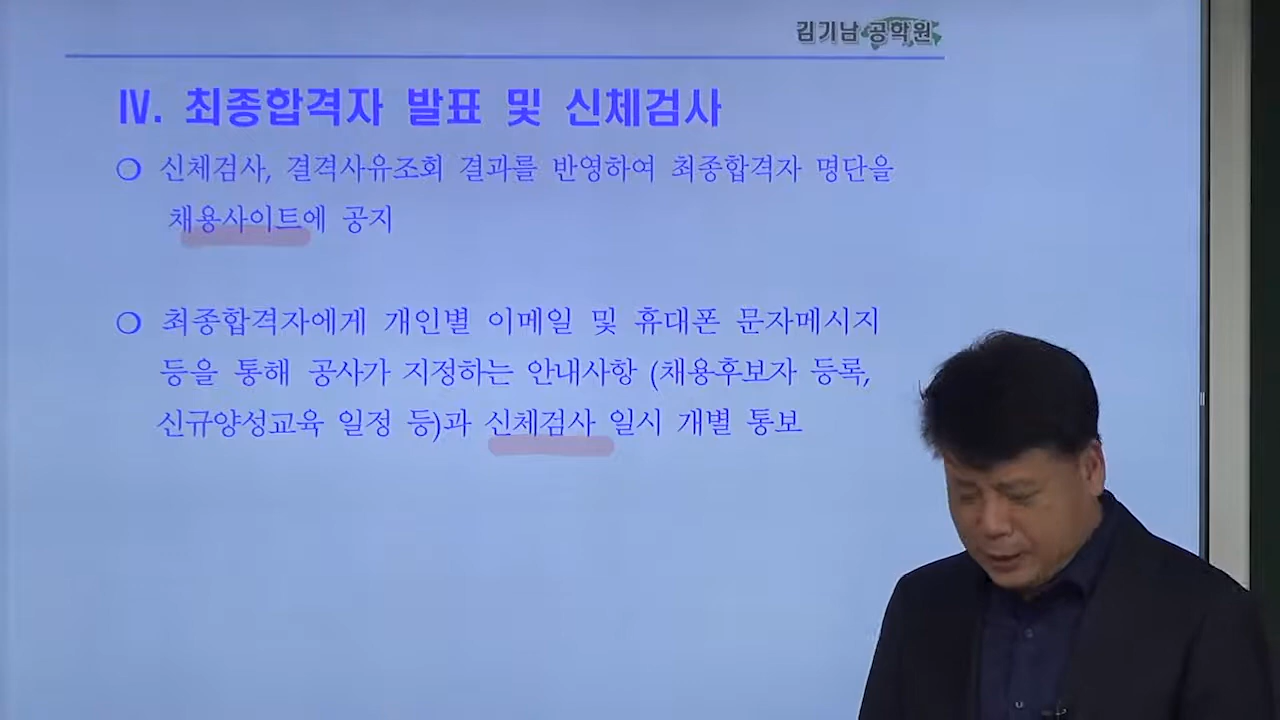 김기남 공학원
Ⅳ. 최종합격자 발표 및 신체검사
❍ 신체검사, 결격사유조회 결과를 반영하여 최종합격자 명단을
채용사이트에 공지
❍ 최종합격자에게 개인별 이메일 및 휴대폰 문자메시지
등을 통해 공사가 지정하는 안내사항 (채용후보자 등록,
신규양성교육 일정 등)과 신체검사 일시 개별 통보